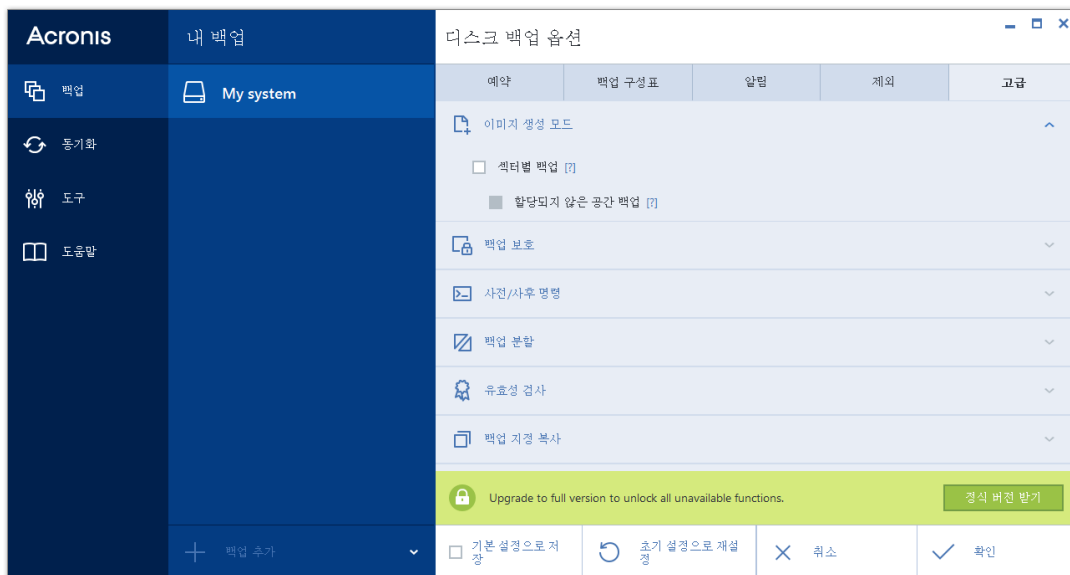 Acronis
내 백업
디스크 백업 옵션
백업
동기화
도구
도움말
My system
예약
백업 구성표
알림
제외
고급
이미지 생성 모드
섹터별 백업 [?]
할당되지 않은 공간 백업 [?]
백업 보호
사전/사후 명령
백업 분할
유효성 검사
백업 지정 복사
Upgrade to full version to unlock all unavailable functions.
정식 버전 받기
백업 추가
기본 설정으로 저
장
초기 설정으로 재설
정
취소
확인